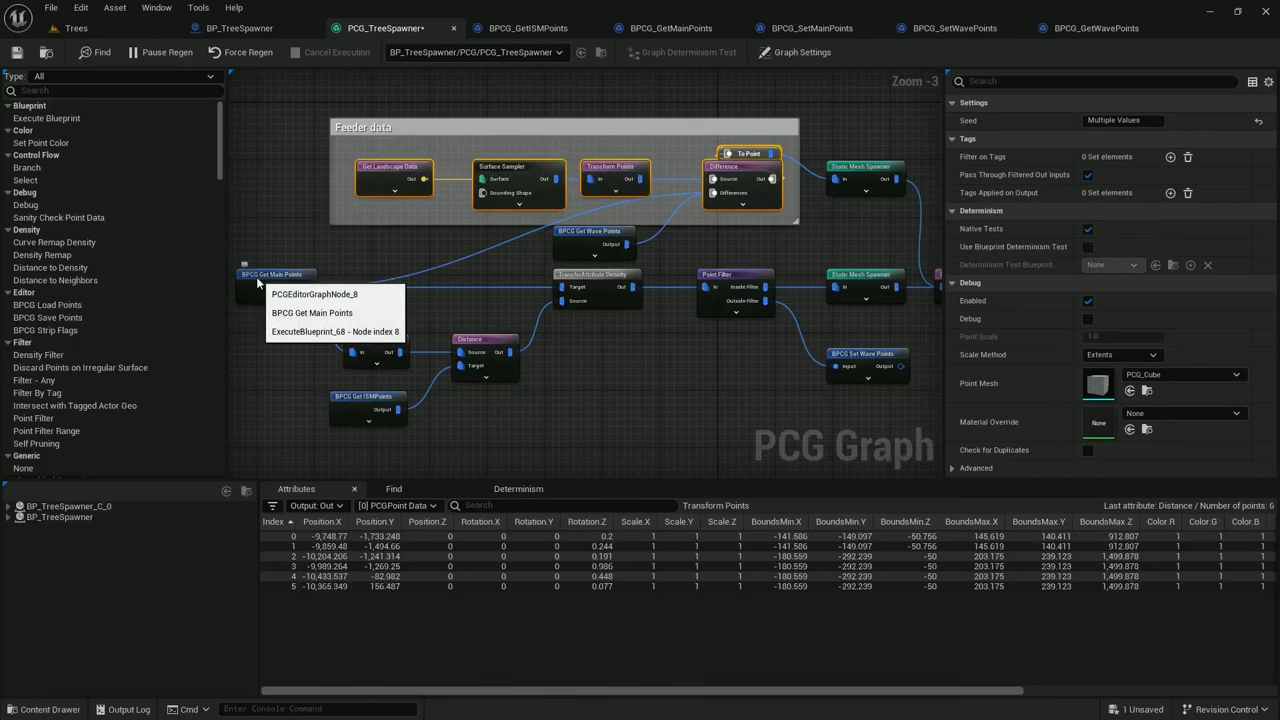 File Edit Asset Window Tools Help
Trees BP_TreeSpawner PCG_TreeSpawner* BPCG_GetISMPoints BPCG_GetMainPoints BPCG_SetMainPoints BPCG_SetWavePoints BPCG_GetWavePoints
Find Pause Regen Force Regen Cancel Execution BP_TreeSpawner/PCG/PCG_TreeSpawner Graph Determinism Test Graph Settings
Type: All
Search
Blueprint
Execute Blueprint
Color
Set Point Color
Control Flow
Branch
Select
Debug
Debug
Sanity Check Point Data
Density
Curve Remap Density
Density Remap
Distance to Density
Distance to Neighbors
Editor
BPCG Load Points
BPCG Save Points
BPCG Strip Flags
Filter
Density Filter
Discard Points on Irregular Surface
Filter - Any
Filter By Tag
Intersect with Tagged Actor Geo
Point Filter
Point Filter Range
Self Pruning
Generic
None
Zoom -3
Feeder data
Get Landscape Data
Out
Surface Sampler
Surface Out
Bounding Shape
Transform Points
In Out
To Point
Difference
Source Out
Differences
Static Mesh Spawner
In Out
BPCG Get Wave Points
Output
BPCG Get Main Points
PCGEditorGraphNode_8
BPCG Get Main Points
ExecuteBlueprint_68 - Node index 8
In Out
TransferAttribute Density
Target Out
Source
Point Filter
In Inside Filter
Outside Filter
Static Mesh Spawner
In Out
Distance
Source Out
Target
BPCG Get ISMPoints
Output
BPCG Set Wave Points
Input Output
PCG Graph
Search
Settings
Seed Multiple Values
Tags
Filter on Tags 0 Set elements
Pass Through Filtered Out Inputs
Tags Applied on Output 0 Set elements
Determinism
Native Tests
Use Blueprint Determinism Test
Determinism Test Blueprint None
Debug
Enabled
Debug
Point Scale 1.0
Scale Method Extents
Point Mesh PCG_Cube
Material Override None None
Check for Duplicates
Advanced
BP_TreeSpawner_C_0
BP_TreeSpawner
Attributes Find Determinism
Output: Out [0] PCGPoint Data Search Transform Points Last attribute: Distance / Number of points: 6
Index Position.X Position.Y Position.Z Rotation.X Rotation.Y Rotation.Z Scale.X Scale.Y Scale.Z BoundsMin.X BoundsMin.Y BoundsMin.Z BoundsMax.X BoundsMax.Y BoundsMax.Z Color.R Color.G Color.B
0 -9,748.77 -1,733.248 0 0 0 0.2 1 1 1 -141.586 -149.097 -50.756 145.619 140.411 912.807 1 1 1
1 -9,859.48 -1,494.66 0 0 0 0.244 1 1 1 -141.586 -149.097 -50.756 145.619 140.411 912.807 1 1 1
2 -10,204.206 -1,241.314 0 0 0 0.191 1 1 1 -180.559 -292.239 -50 203.175 239.123 1,499.878 1 1 1
3 -9,989.264 -1,269.25 0 0 0 0.986 1 1 1 -180.559 -292.239 -50 203.175 239.123 1,499.878 1 1 1
4 -10,433.537 -82.982 0 0 0 0.448 1 1 1 -180.559 -292.239 -50 203.175 239.123 1,499.878 1 1 1
5 -10,365.349 156.487 0 0 0 0.077 1 1 1 -180.559 -292.239 -50 203.175 239.123 1,499.878 1 1 1
Content Drawer Output Log Cmd Enter Console Command 1 Unsaved Revision Control